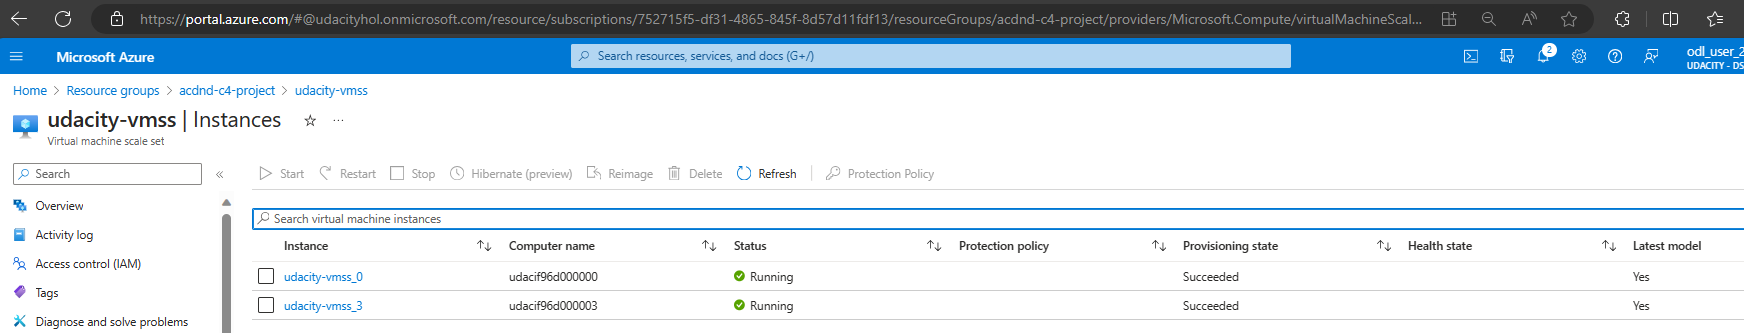 https://portal.azure.com/#@udacityhol.onmicrosoft.com/resource/subscriptions/752715f5-df31-4865-845f-8d57d11fdf13/resourceGroups/acdnd-c4-project/providers/Microsoft.Compute/virtualMachineScal...
Microsoft Azure
Search resources, services, and docs (G+/)
2
odl_user_2
UDACITY - DS
Home > Resource groups > acdnd-c4-project > udacity-vmss
udacity-vmss | Instances
Virtual machine scale set
Search
Start Restart Stop Hibernate (preview) Reimage Delete Refresh Protection Policy
Overview
Activity log
Access control (IAM)
Tags
Diagnose and solve problems
Search virtual machine instances
Instance Computer name Status Protection policy Provisioning state Health state Latest model
udacity-vmss_0 udacif96d000000 Running Succeeded Yes
udacity-vmss_3 udacif96d000003 Running Succeeded Yes